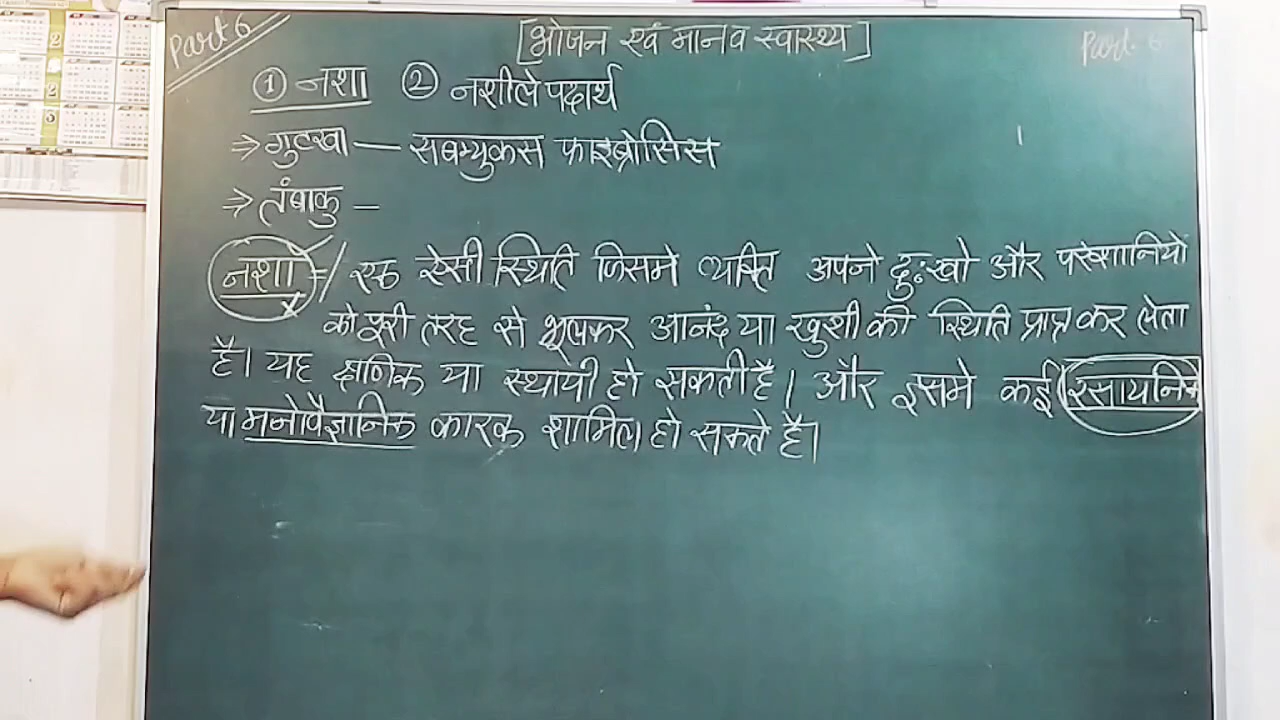 Part 6
[भोजन एवं मानव स्वास्थ्य]
Part. 6
① नशा ② नशीले पदार्थ
⇒ गुटखा — सबम्युकस फाइब्रोसिस
⇒ तंबाकु —
नशा =/ एक ऐसी स्थिति जिसमे व्यक्ति अपने दुःखो और परेशानियो
को पूरी तरह से भूलकर आनंद या खुशी की स्थिति प्राप्त कर लेता
है। यह क्षणिक या स्थायी हो सकती है। और इसमे कई रसायनिक
या मनोवैज्ञानिक कारक शामिल हो सकते है।